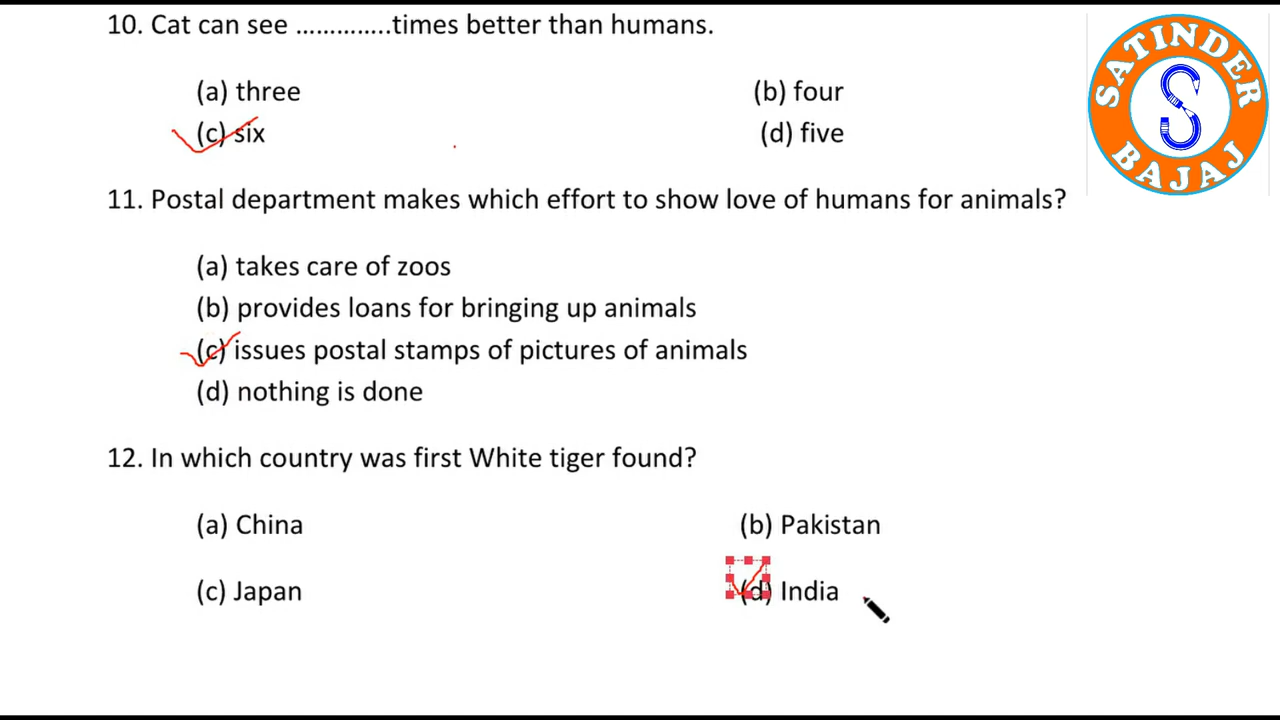 10. Cat can see …………..times better than humans.
(a) three (b) four
(c) six (d) five
11. Postal department makes which effort to show love of humans for animals?
(a) takes care of zoos
(b) provides loans for bringing up animals
(c) issues postal stamps of pictures of animals
(d) nothing is done
12. In which country was first White tiger found?
(a) China (b) Pakistan
(c) Japan (d) India
SATINDER
S
BAJAJ